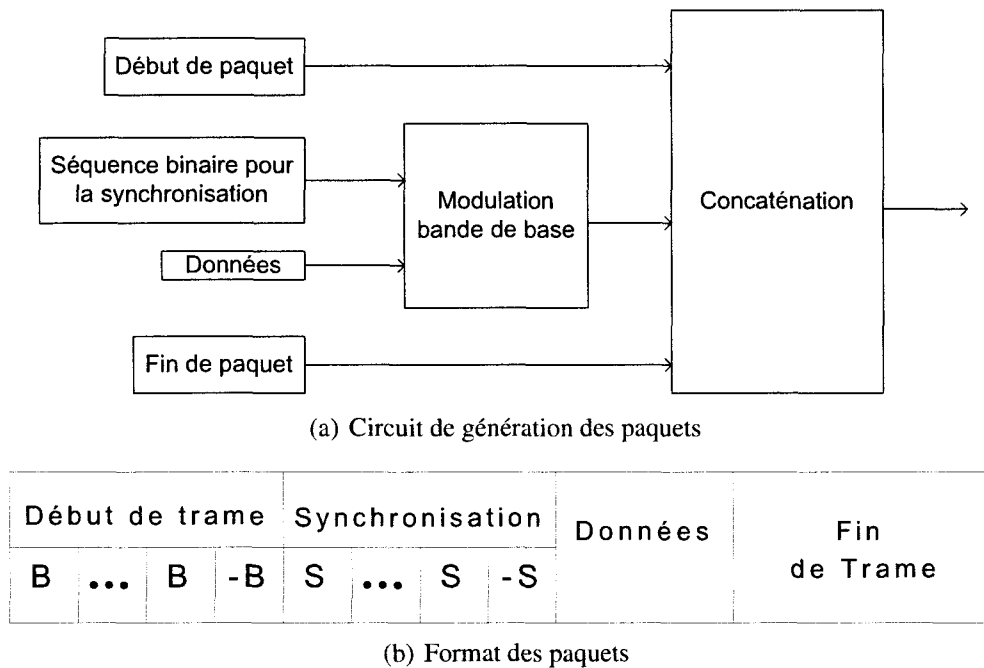 Début de paquet
Séquence binaire pour
la synchronisation
Données
Fin de paquet
Modulation
bande de base
Concaténation
(a) Circuit de génération des paquets
Début de trame
Synchronisation
Données
Fin
de Trame
B ... B -B S ... S -S
(b) Format des paquets